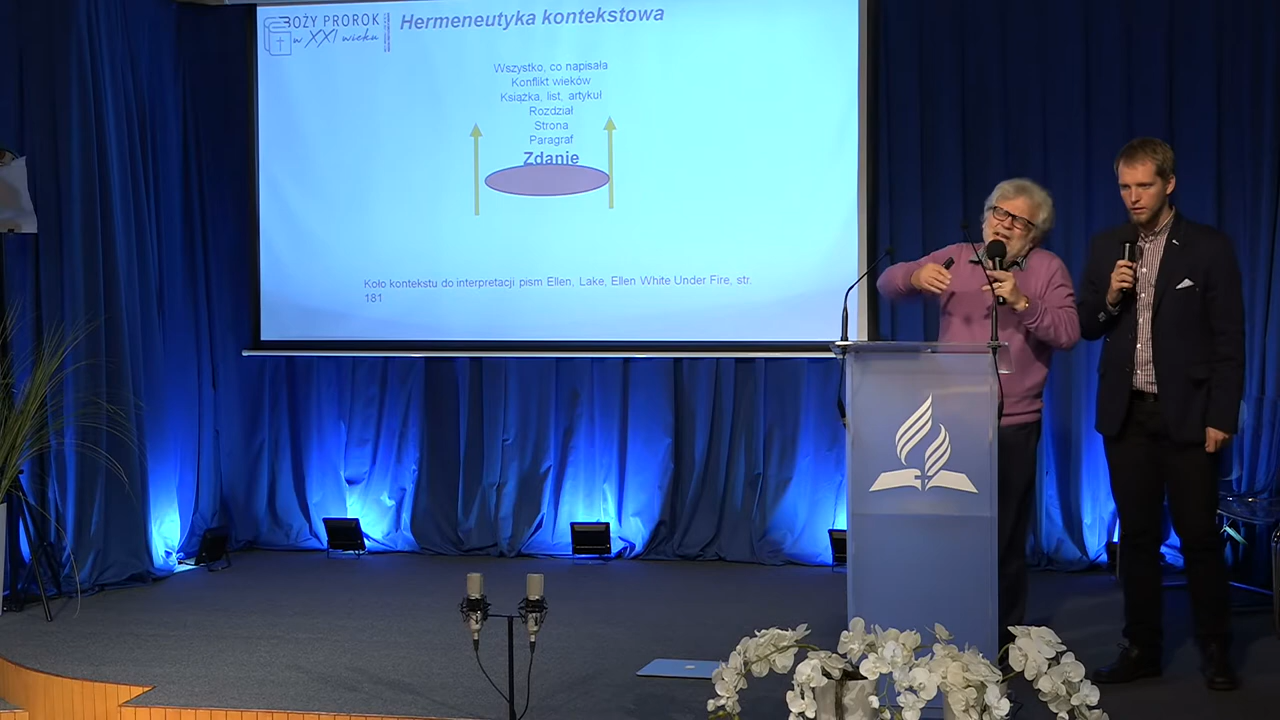 BOŻY PROROK
w XXI wieku
Hermeneutyka kontekstowa
Wszystko, co napisała
Konflikt wieków
Książka, list, artykuł
Rozdział
Strona
Paragraf
Zdanie
Koło kontekstu do interpretacji pism Ellen, Lake, Ellen White Under Fire, str.
181